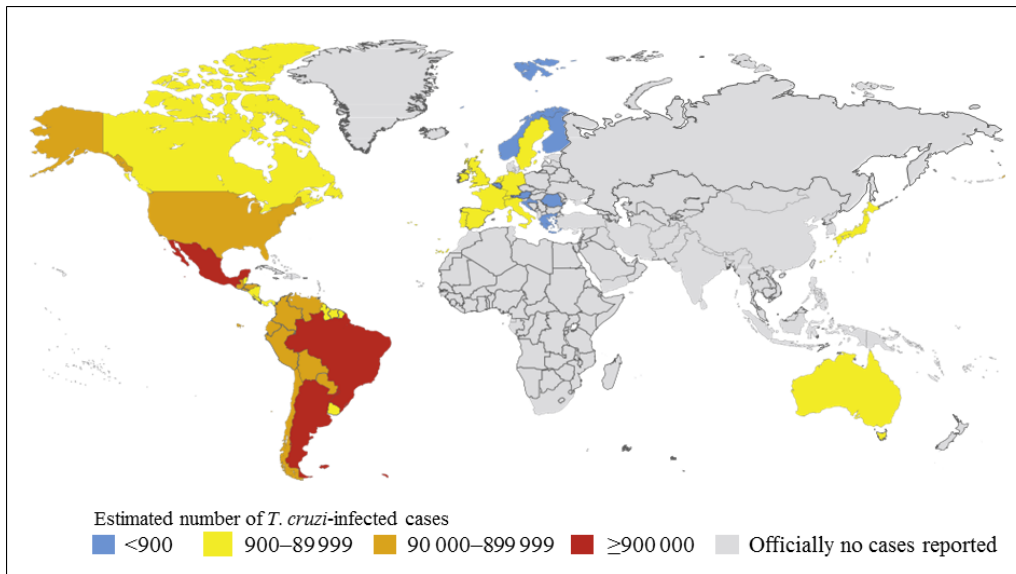 Estimated number of T. cruzi-infected cases
<900 900–89 999 90 000–899 999 ≥900 000 Officially no cases reported